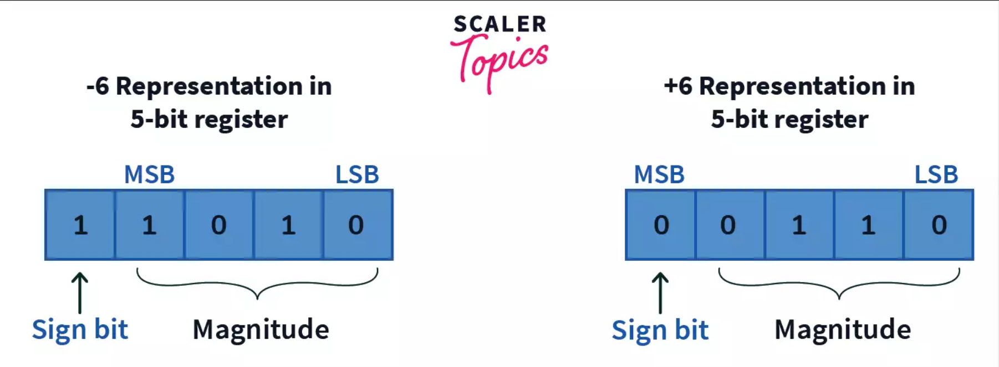 SCALER
Topics
-6 Representation in
5-bit register
MSB LSB
1 1 0 1 0
Sign bit Magnitude
+6 Representation in
5-bit register
MSB LSB
0 0 1 1 0
Sign bit Magnitude